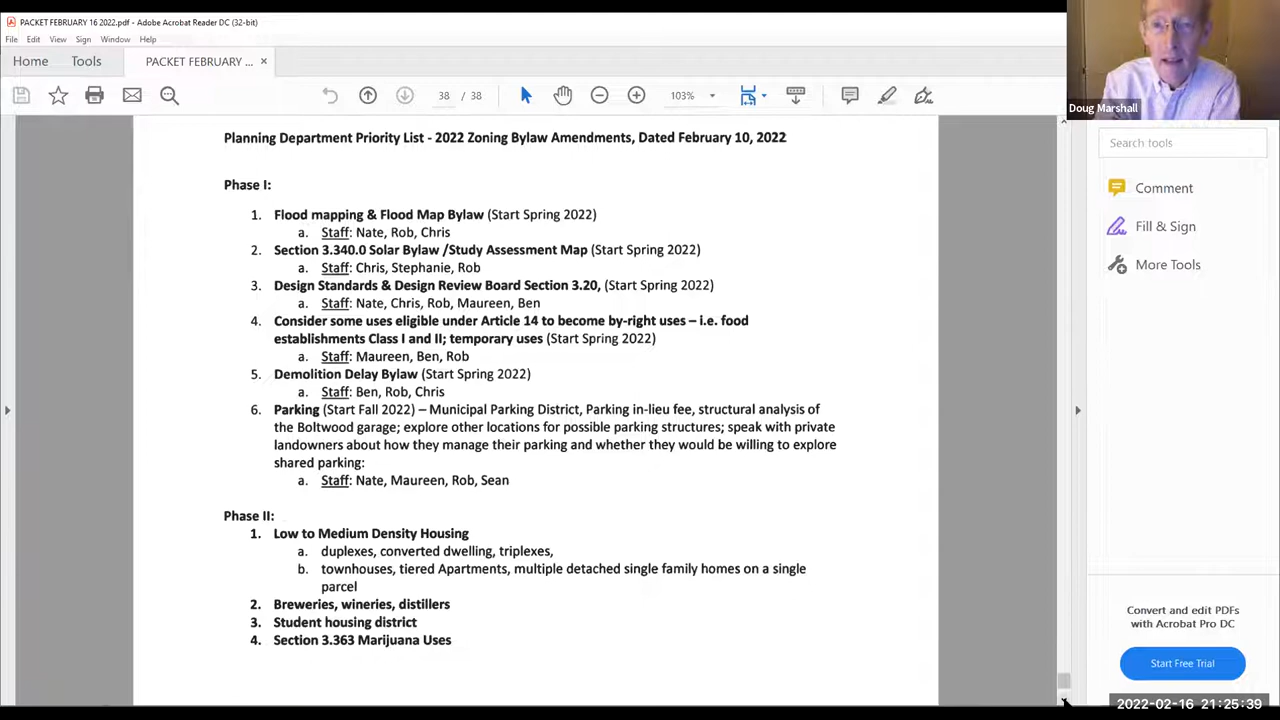 PACKET FEBRUARY 16 2022.pdf - Adobe Acrobat Reader DC (32-bit)
File Edit View Sign Window Help
Home Tools PACKET FEBRUARY ... ×
38 / 38 103%
Doug Marshall
Search tools
Comment
Fill & Sign
More Tools
Convert and edit PDFs
with Acrobat Pro DC
Start Free Trial
Planning Department Priority List - 2022 Zoning Bylaw Amendments, Dated February 10, 2022
Phase I:
1. Flood mapping & Flood Map Bylaw (Start Spring 2022)
a. Staff: Nate, Rob, Chris
2. Section 3.340.0 Solar Bylaw /Study Assessment Map (Start Spring 2022)
a. Staff: Chris, Stephanie, Rob
3. Design Standards & Design Review Board Section 3.20, (Start Spring 2022)
a. Staff: Nate, Chris, Rob, Maureen, Ben
4. Consider some uses eligible under Article 14 to become by-right uses – i.e. food
establishments Class I and II; temporary uses (Start Spring 2022)
a. Staff: Maureen, Ben, Rob
5. Demolition Delay Bylaw (Start Spring 2022)
a. Staff: Ben, Rob, Chris
6. Parking (Start Fall 2022) – Municipal Parking District, Parking in-lieu fee, structural analysis of
the Boltwood garage; explore other locations for possible parking structures; speak with private
landowners about how they manage their parking and whether they would be willing to explore
shared parking:
a. Staff: Nate, Maureen, Rob, Sean
Phase II:
1. Low to Medium Density Housing
a. duplexes, converted dwelling, triplexes,
b. townhouses, tiered Apartments, multiple detached single family homes on a single
parcel
2. Breweries, wineries, distillers
3. Student housing district
4. Section 3.363 Marijuana Uses
2022-02-16 21:25:39